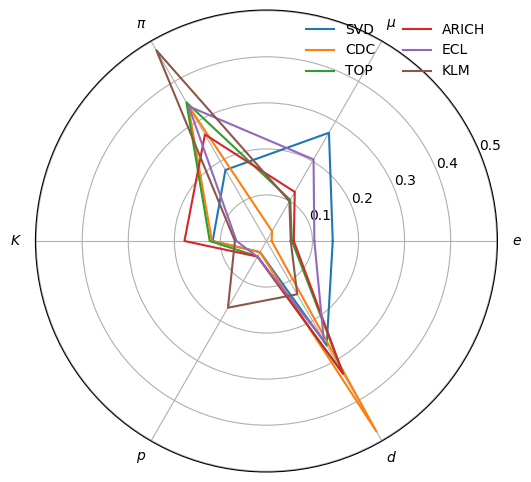 π
μ
SVD ARICH
CDC ECL
TOP KLM
0.5
0.4
0.3
0.2
0.1
K
e
p
d